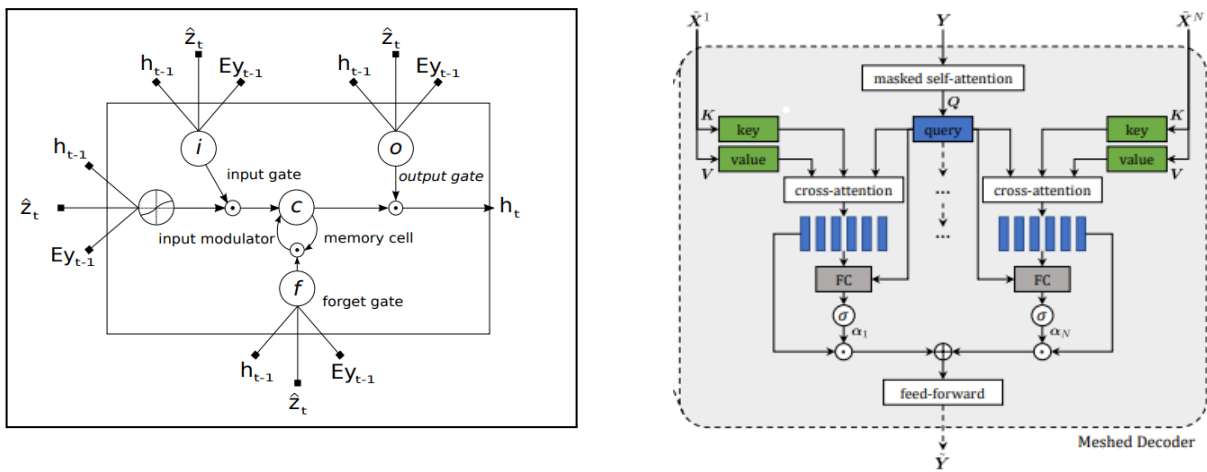 ẑₜ
hₜ₋₁
Eyₜ₋₁
i
input gate
ẑₜ
hₜ₋₁
Eyₜ₋₁
o
output gate
hₜ₋₁
ẑₜ
Eyₜ₋₁
input modulator
c
memory cell
hₜ
f
forget gate
hₜ₋₁
ẑₜ
Eyₜ₋₁
X̃¹
Y
X̃ᴺ
masked self-attention
Q
K
key
query
key
K
V
value
value
V
cross-attention
...
cross-attention
...
FC
FC
σ
σ
α₁
α_N
feed-forward
Meshed Decoder
Ỹ